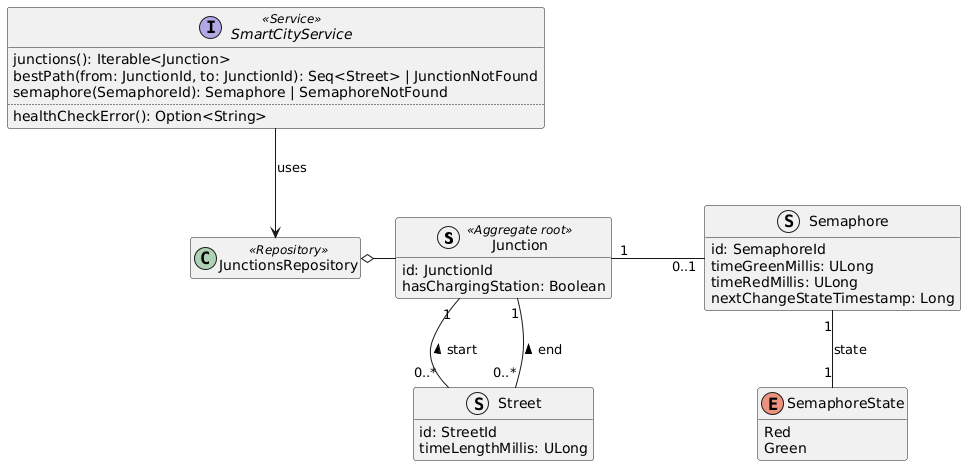 I
«Service»
SmartCityService
junctions(): Iterable<Junction>
bestPath(from: JunctionId, to: JunctionId): Seq<Street> | JunctionNotFound
semaphore(SemaphoreId): Semaphore | SemaphoreNotFound
healthCheckError(): Option<String>
uses
C
«Repository»
JunctionsRepository
S
«Aggregate root»
Junction
id: JunctionId
hasChargingStation: Boolean
1
0..1
S
Semaphore
id: SemaphoreId
timeGreenMillis: ULong
timeRedMillis: ULong
nextChangeStateTimestamp: Long
1
start
0..*
1
end
0..*
1
state
1
S
Street
id: StreetId
timeLengthMillis: ULong
E
SemaphoreState
Red
Green